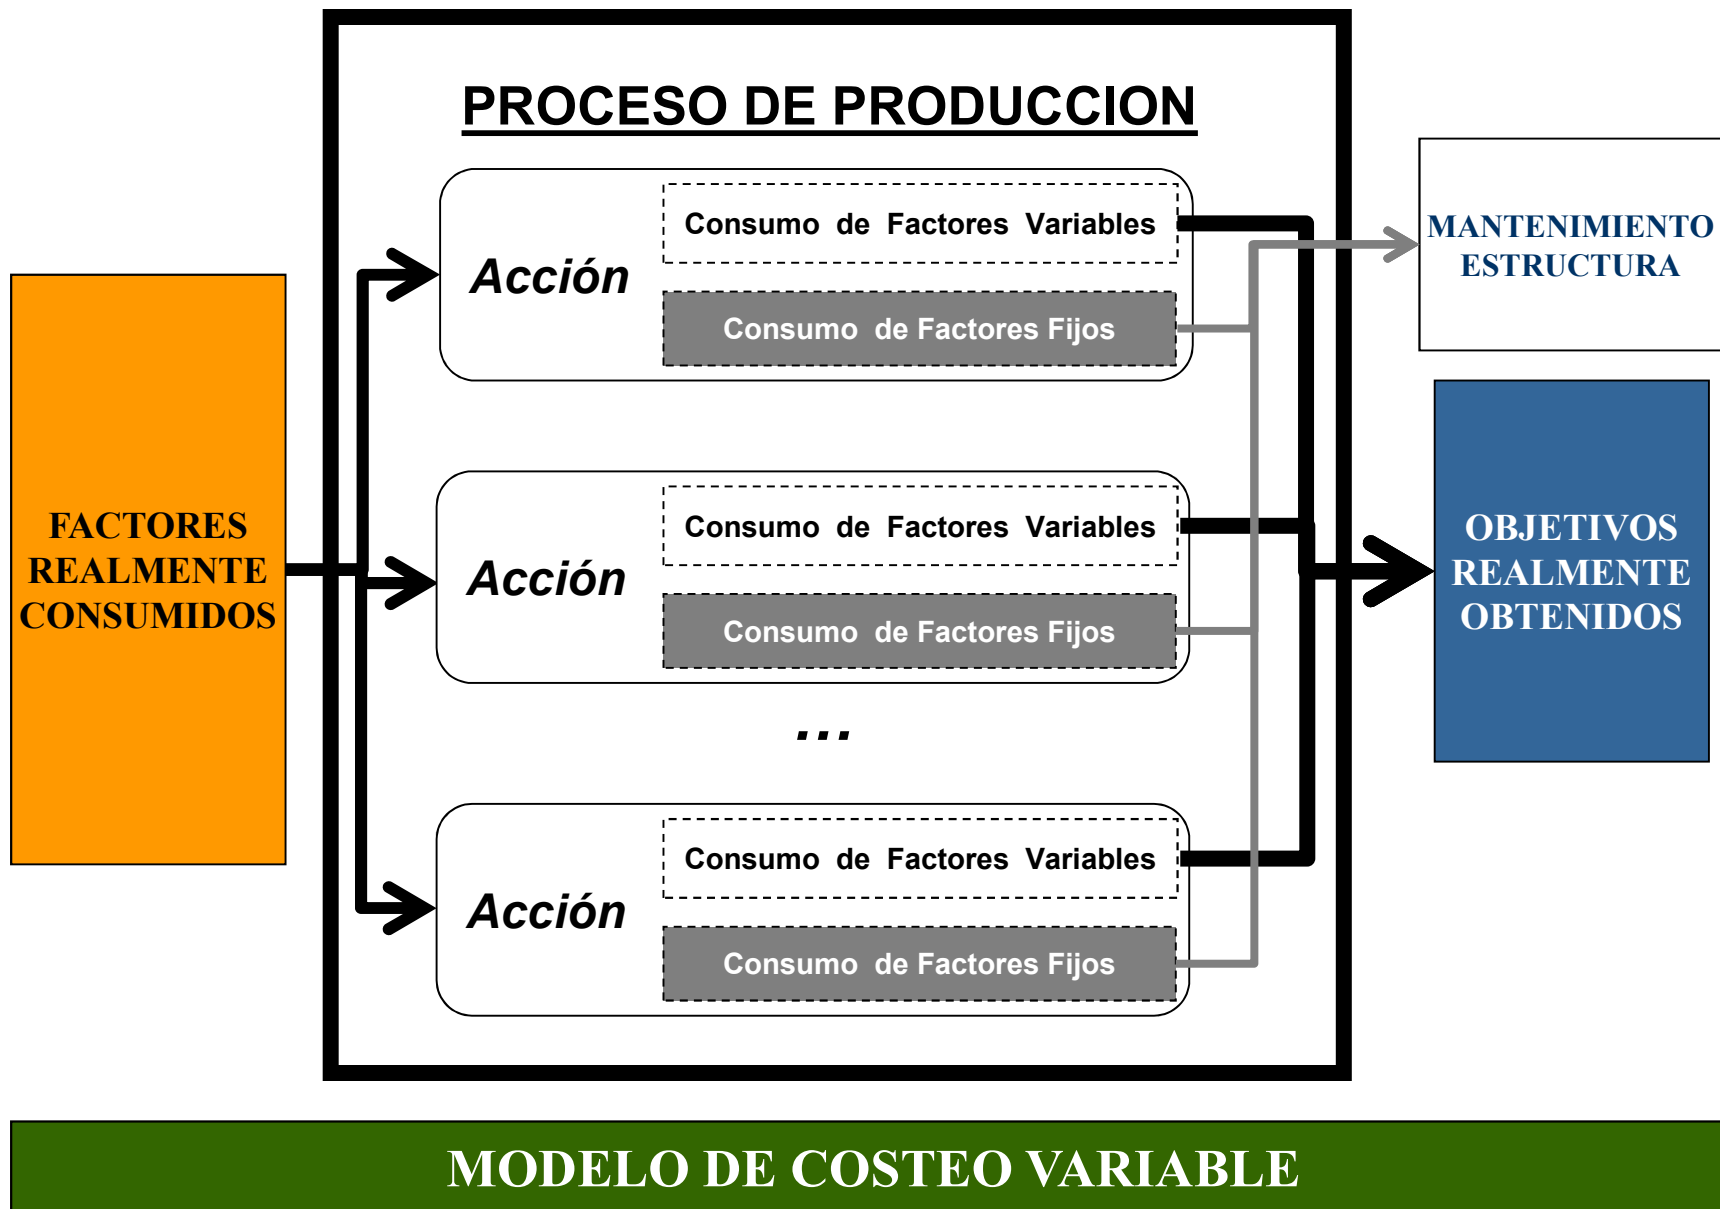 PROCESO DE PRODUCCION
Acción
Consumo de Factores Variables
Consumo de Factores Fijos
MANTENIMIENTO
ESTRUCTURA
FACTORES
REALMENTE
CONSUMIDOS
Acción
Consumo de Factores Variables
Consumo de Factores Fijos
OBJETIVOS
REALMENTE
OBTENIDOS
...
Acción
Consumo de Factores Variables
Consumo de Factores Fijos
MODELO DE COSTEO VARIABLE